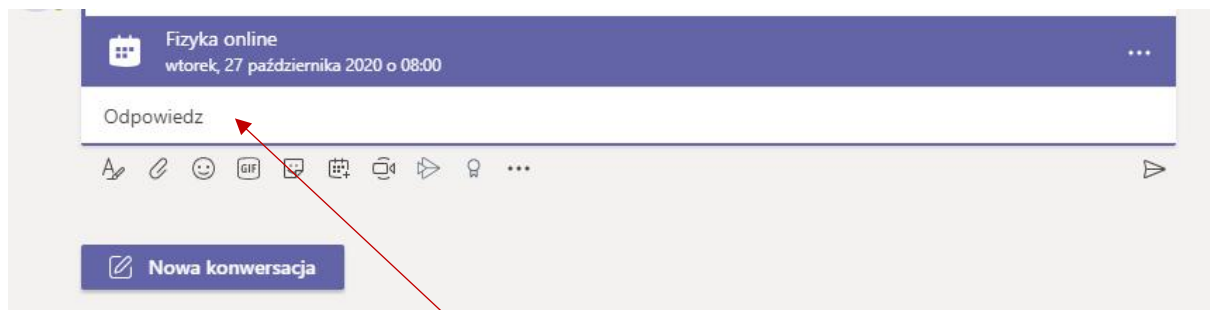 Fizyka online
wtorek, 27 października 2020 o 08:00
Odpowiedz
GIF
Nowa konwersacja